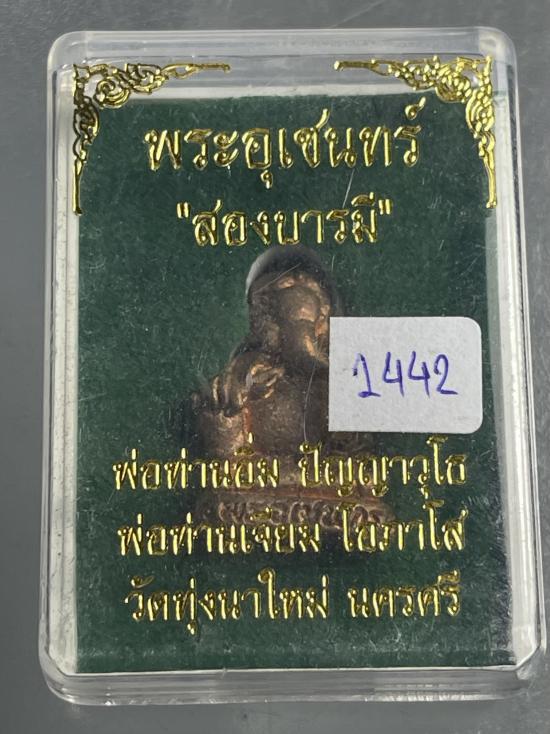 พระอุเชนทร์
"สองบารมี"
1442
พ่อท่านอิ่ม ปัญญาวุโธ
พ่อท่านเจียม โอภาโส
วัดทุ่งนาใหม่ นครศรี